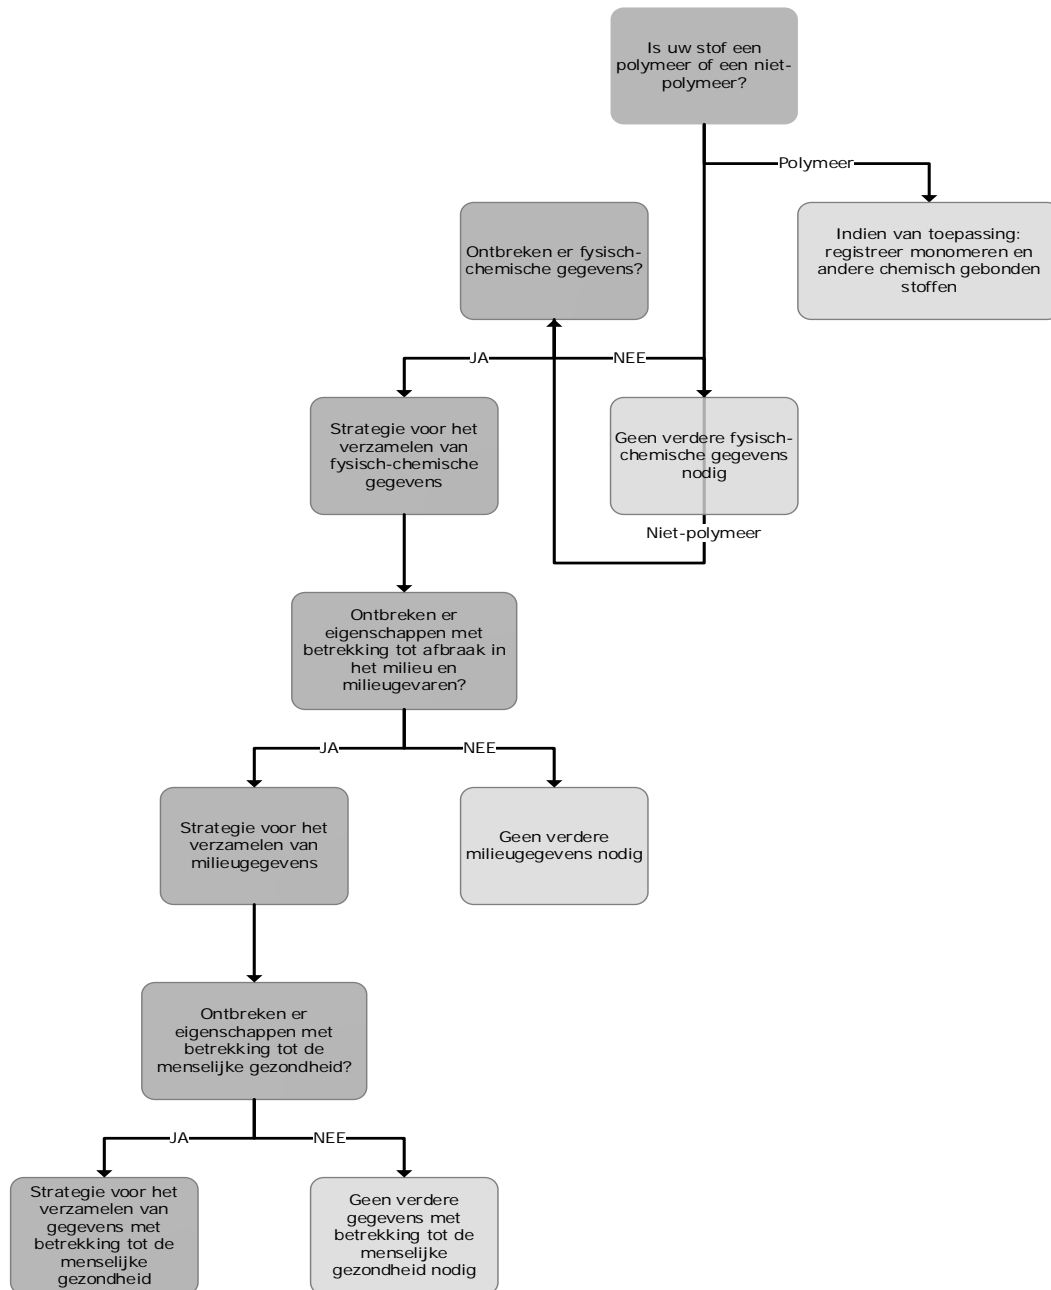 Is uw stof een
polymeer of een niet-
polymeer?
Polymeer
Indien van toepassing:
registreer monomeren en
andere chemisch gebonden
stoffen
Ontbreken er fysisch-
chemische gegevens?
JA
NEE
Strategie voor het
verzamelen van
fysisch-chemische
gegevens
Geen verdere fysisch-
chemische gegevens
nodig
Niet-polymeer
Ontbreken er
eigenschappen met
betrekking tot afbraak in
het milieu en
milieugevaren?
JA
NEE
Strategie voor het
verzamelen van
milieugegevens
Geen verdere
milieugegevens nodig
Ontbreken er
eigenschappen met
betrekking tot de
menselijke gezondheid?
JA
NEE
Strategie voor het
verzamelen van
gegevens met
betrekking tot de
menselijke
gezondheid
Geen verdere
gegevens met
betrekking tot de
menselijke
gezondheid nodig